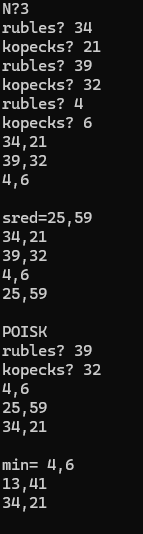 N?3
rubles? 34
kopecks? 21
rubles? 39
kopecks? 32
rubles? 4
kopecks? 6
34,21
39,32
4,6

sred=25,59
34,21
39,32
4,6
25,59

POISK
rubles? 39
kopecks? 32
4,6
25,59
34,21

min= 4,6
13,41
34,21